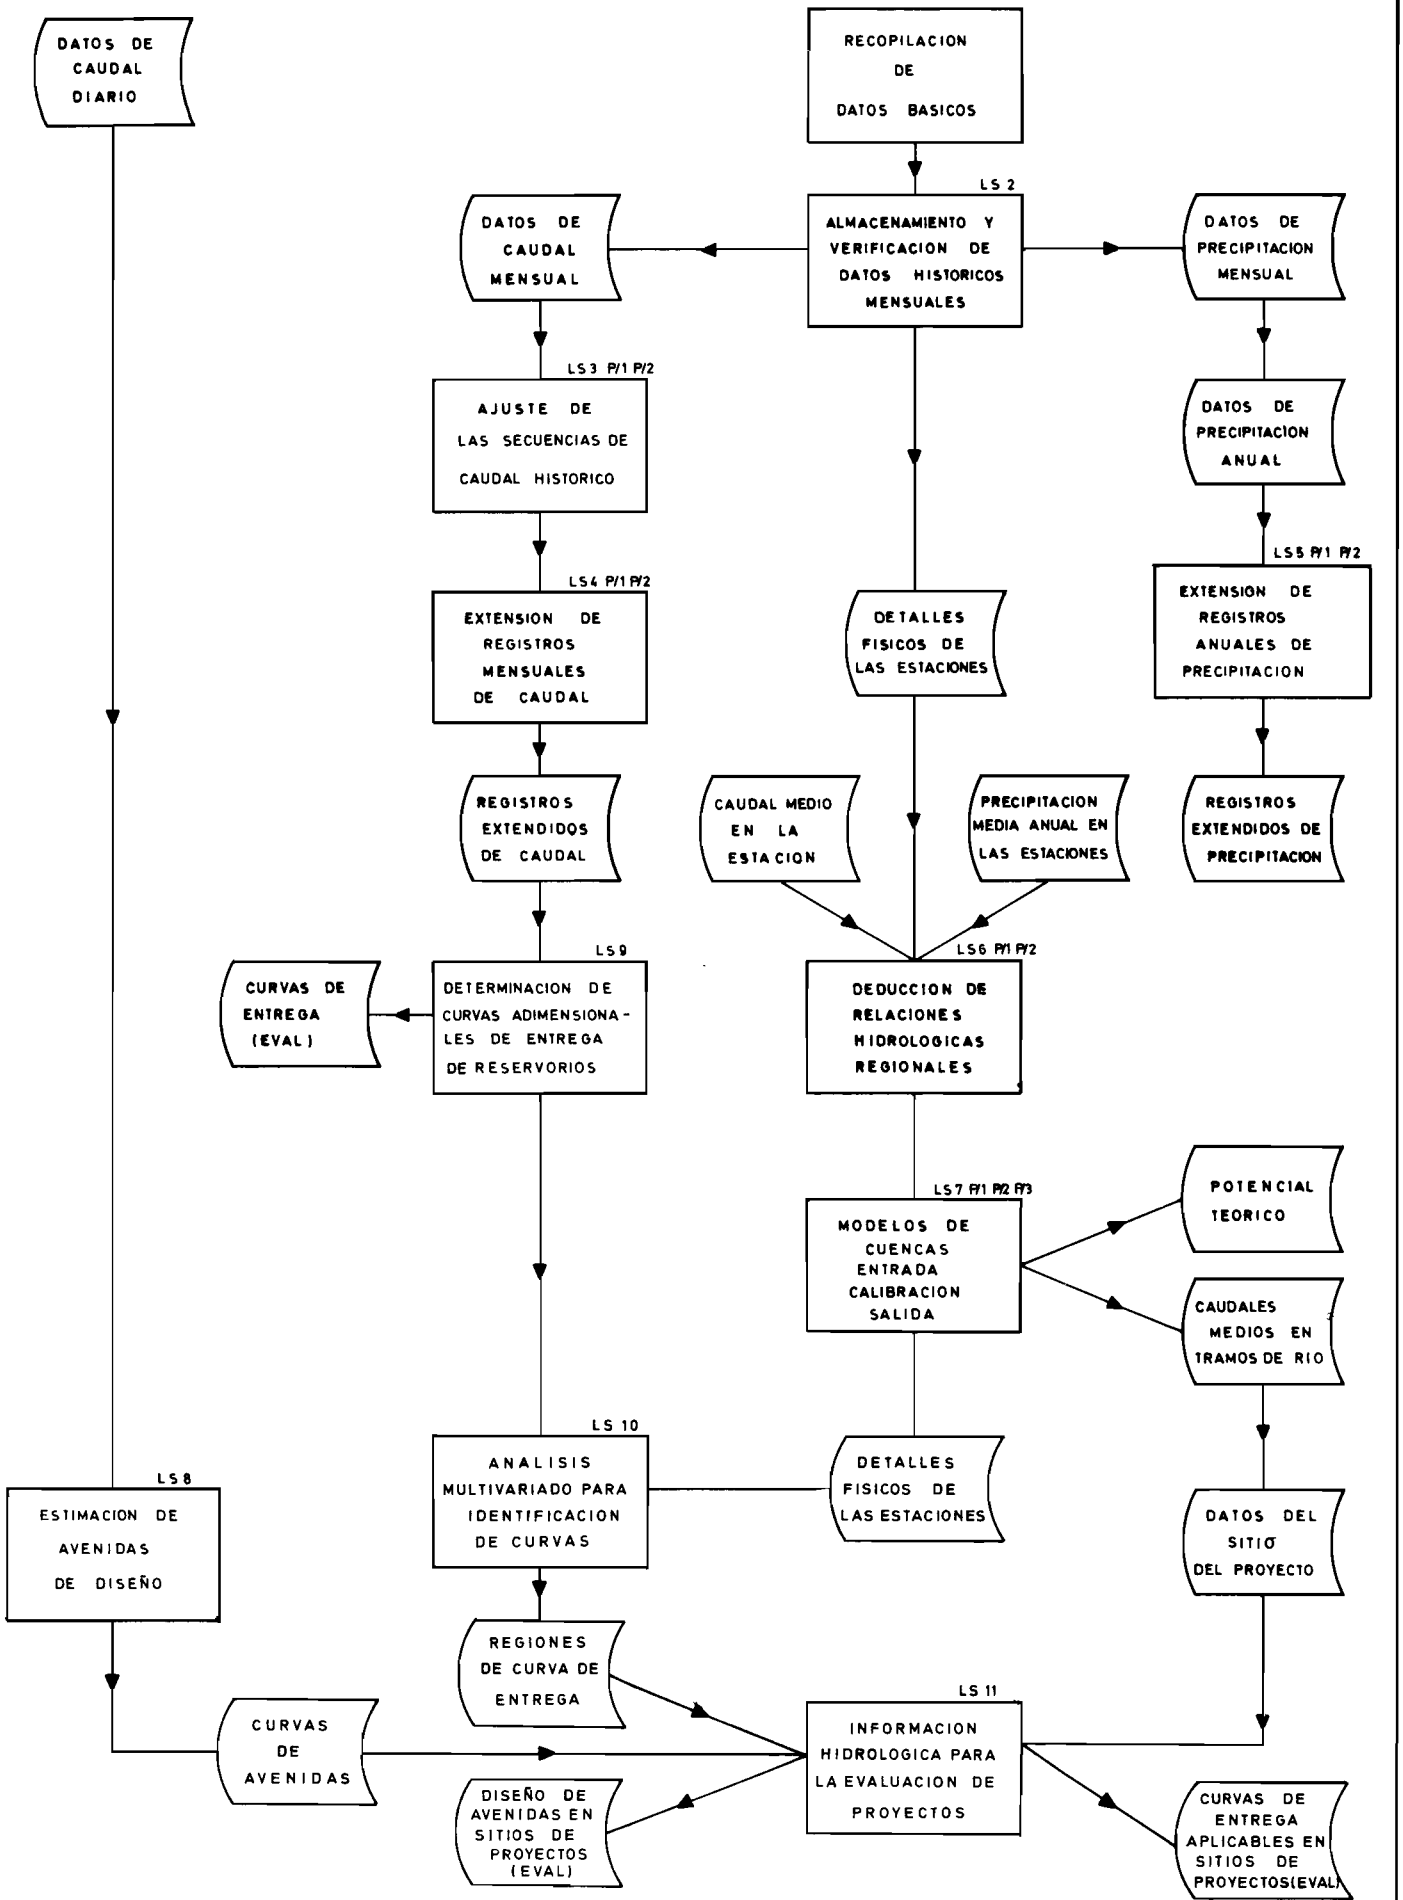 DATOS DE
CAUDAL
DIARIO
RECOPILACION
DE
DATOS BASICOS
LS 2
ALMACENAMIENTO Y
VERIFICACION DE
DATOS HISTORICOS
MENSUALES
DATOS DE
CAUDAL
MENSUAL
DATOS DE
PRECIPITACION
MENSUAL
LS3 P/1 P/2
AJUSTE DE
LAS SECUENCIAS DE
CAUDAL HISTORICO
DATOS DE
PRECIPITACION
ANUAL
LS4 P/1 P/2
EXTENSION DE
REGISTROS
MENSUALES
DE CAUDAL
DETALLES
FISICOS DE
LAS ESTACIONES
LS5 P/1 P/2
EXTENSION DE
REGISTROS
ANUALES DE
PRECIPITACION
REGISTROS
EXTENDIDOS
DE CAUDAL
CAUDAL MEDIO
EN LA
ESTACION
PRECIPITACION
MEDIA ANUAL EN
LAS ESTACIONES
REGISTROS
EXTENDIDOS DE
PRECIPITACION
LS9
DETERMINACION DE
CURVAS ADIMENSIONA-
LES DE ENTREGA
DE RESERVORIOS
CURVAS DE
ENTREGA
(EVAL)
LS6 P/1 P/2
DEDUCCION DE
RELACIONES
HIDROLOGICAS
REGIONALES
LS7 P/1 P/2 P/3
MODELOS DE
CUENCAS
ENTRADA
CALIBRACION
SALIDA
POTENCIAL
TEORICO
CAUDALES
MEDIOS EN
TRAMOS DE RIO
LS 10
ANALISIS
MULTIVARIADO PARA
IDENTIFICACION
DE CURVAS
DETALLES
FISICOS DE
LAS ESTACIONES
LS8
ESTIMACION DE
AVENIDAS
DE DISEÑO
DATOS DEL
SITIO
DEL PROYECTO
REGIONES
DE CURVA DE
ENTREGA
CURVAS
DE
AVENIDAS
LS 11
INFORMACION
HIDROLOGICA PARA
LA EVALUACION DE
PROYECTOS
DISEÑO DE
AVENIDAS EN
SITIOS DE
PROYECTOS
(EVAL)
CURVAS DE
ENTREGA
APLICABLES EN
SITIOS DE
PROYECTOS(EVAL)